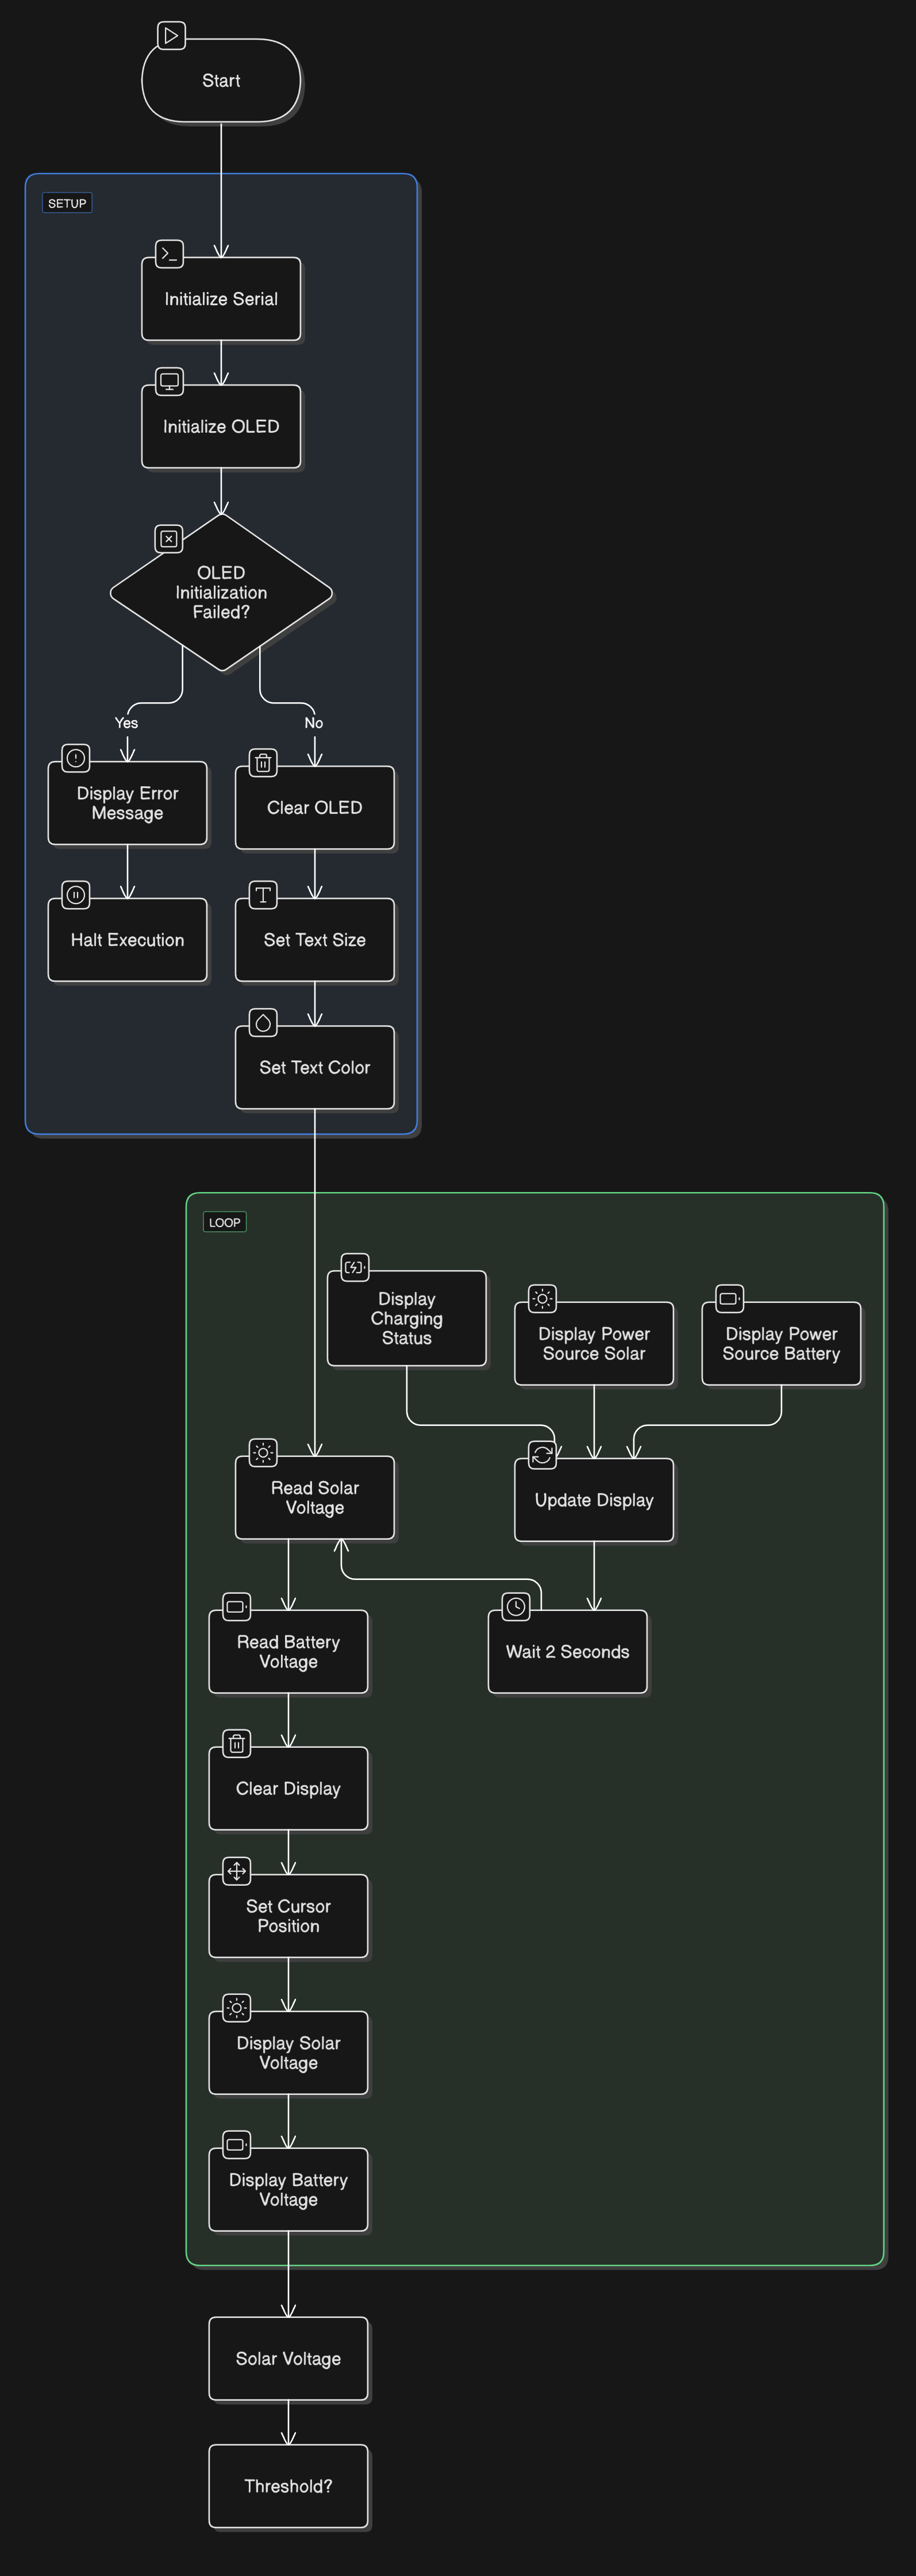 Start
SETUP
Initialize Serial
Initialize OLED
OLED
Initialization
Failed?
Yes
No
Display Error
Message
Clear OLED
Halt Execution
Set Text Size
Set Text Color
LOOP
Display
Charging
Status
Display Power
Source Solar
Display Power
Source Battery
Read Solar
Voltage
Update Display
Read Battery
Voltage
Wait 2 Seconds
Clear Display
Set Cursor
Position
Display Solar
Voltage
Display Battery
Voltage
Solar Voltage
Threshold?